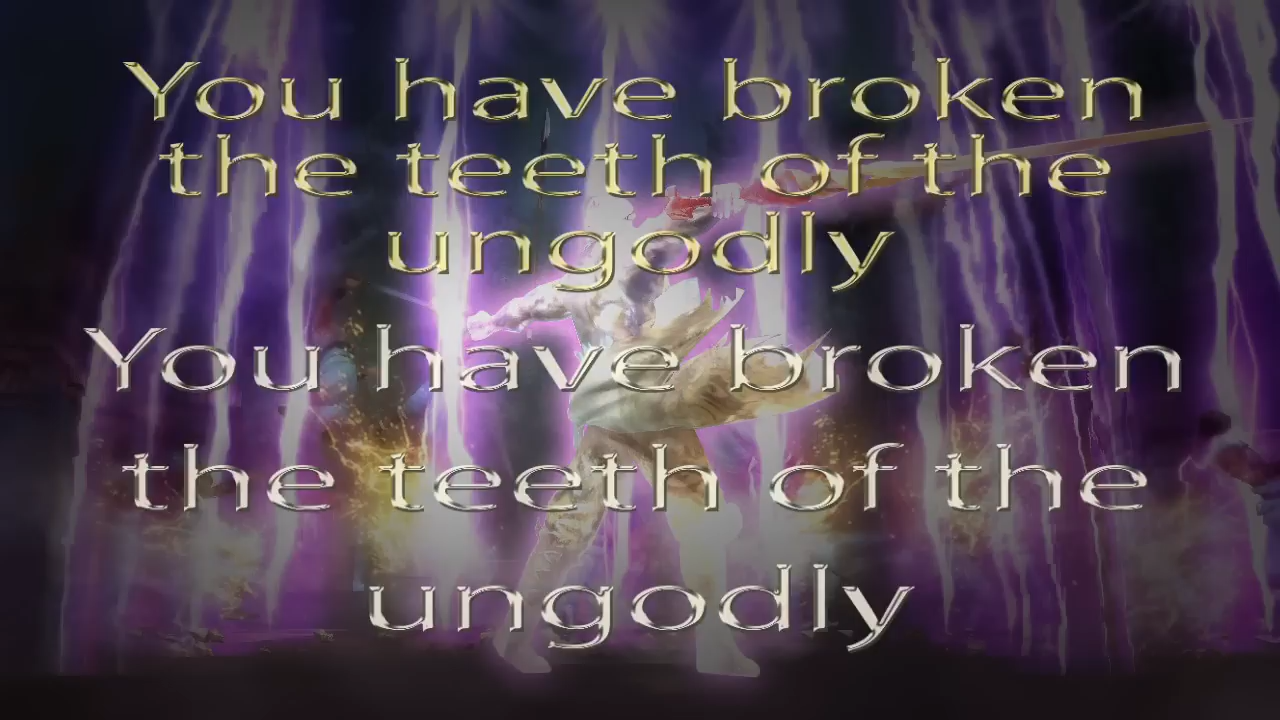 You have broken
the teeth of the
ungodly
You have broken
the teeth of the
ungodly